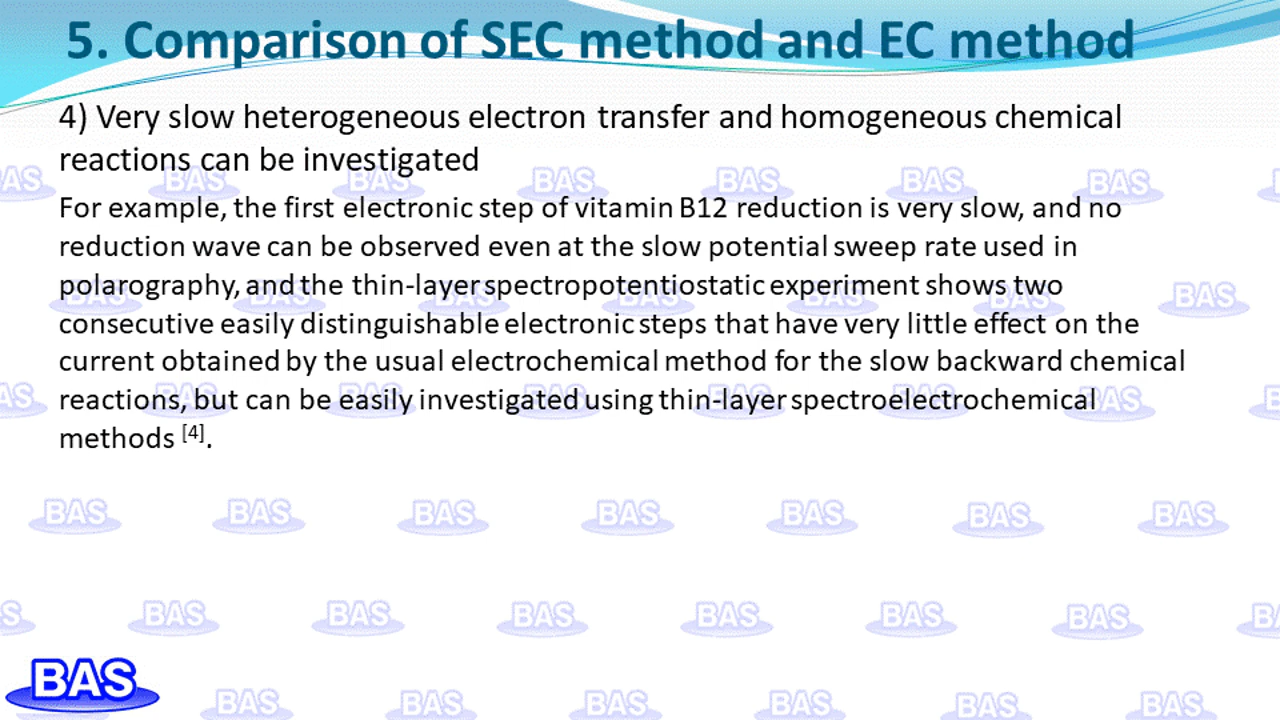 5. Comparison of SEC method and EC method
4) Very slow heterogeneous electron transfer and homogeneous chemical
reactions can be investigated
For example, the first electronic step of vitamin B12 reduction is very slow, and no
reduction wave can be observed even at the slow potential sweep rate used in
polarography, and the thin-layer spectropotentiostatic experiment shows two
consecutive easily distinguishable electronic steps that have very little effect on the
current obtained by the usual electrochemical method for the slow backward chemical
reactions, but can be easily investigated using thin-layer spectroelectrochemical
methods [4].
BAS